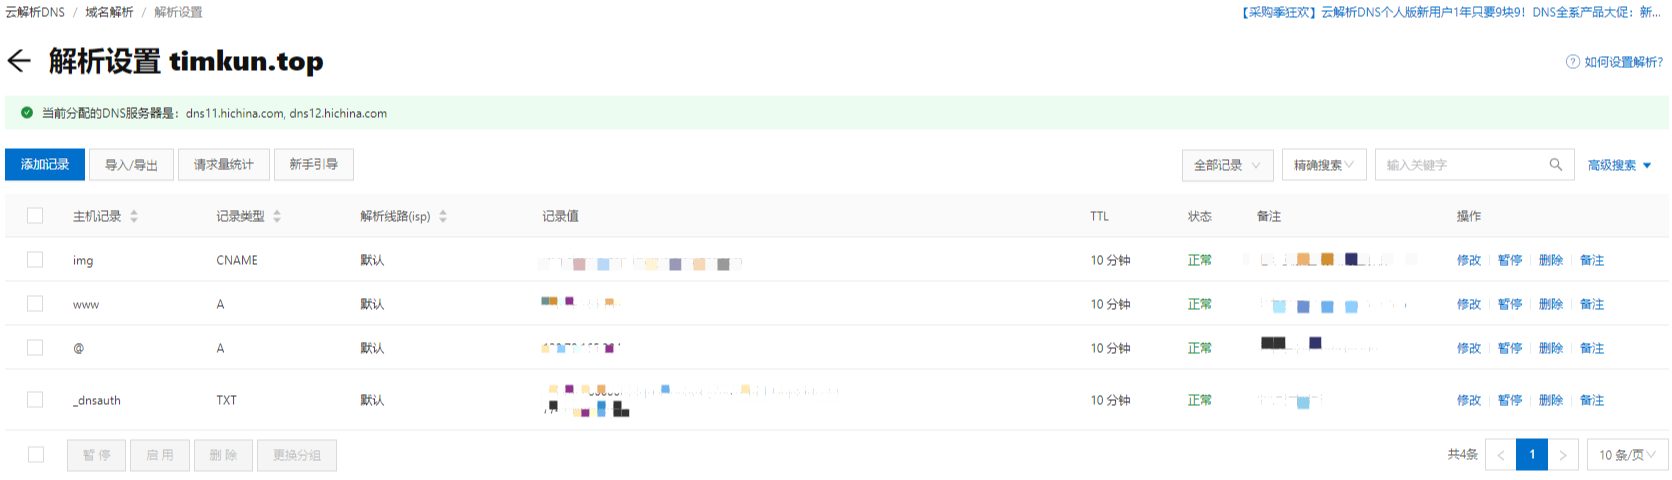 云解析DNS / 域名解析 / 解析设置
【采购季狂欢】云解析DNS个人版新用户1年只要9块9！DNS全系产品大促：新...
← 解析设置 timkun.top
? 如何设置解析?
当前分配的DNS服务器是：dns11.hichina.com, dns12.hichina.com
添加记录 导入/导出 请求量统计 新手引导 全部记录 精确搜索 输入关键字 高级搜索
主机记录 记录类型 解析线路(isp) 记录值 TTL 状态 备注 操作
img CNAME 默认 10 分钟 正常 修改 暂停 删除 备注
www A 默认 10 分钟 正常 修改 暂停 删除 备注
@ A 默认 10 分钟 正常 修改 暂停 删除 备注
_dnsauth TXT 默认 10 分钟 正常 修改 暂停 删除 备注
暂 停 启 用 删 除 更换分组 共4条 < 1 > 10 条/页